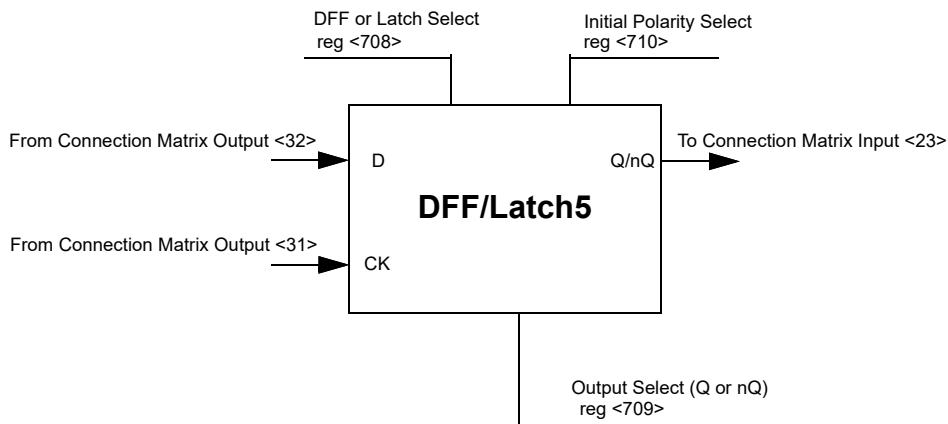 DFF or Latch Select
reg <708>
Initial Polarity Select
reg <710>
From Connection Matrix Output <32>
D
Q/nQ
To Connection Matrix Input <23>
DFF/Latch5
From Connection Matrix Output <31>
CK
Output Select (Q or nQ)
reg <709>